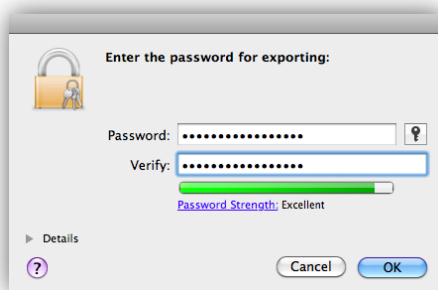 Enter the password for exporting:
Password: •••••••••••••••••
Verify: •••••••••••••••••
Password Strength: Excellent
Details
?
Cancel OK